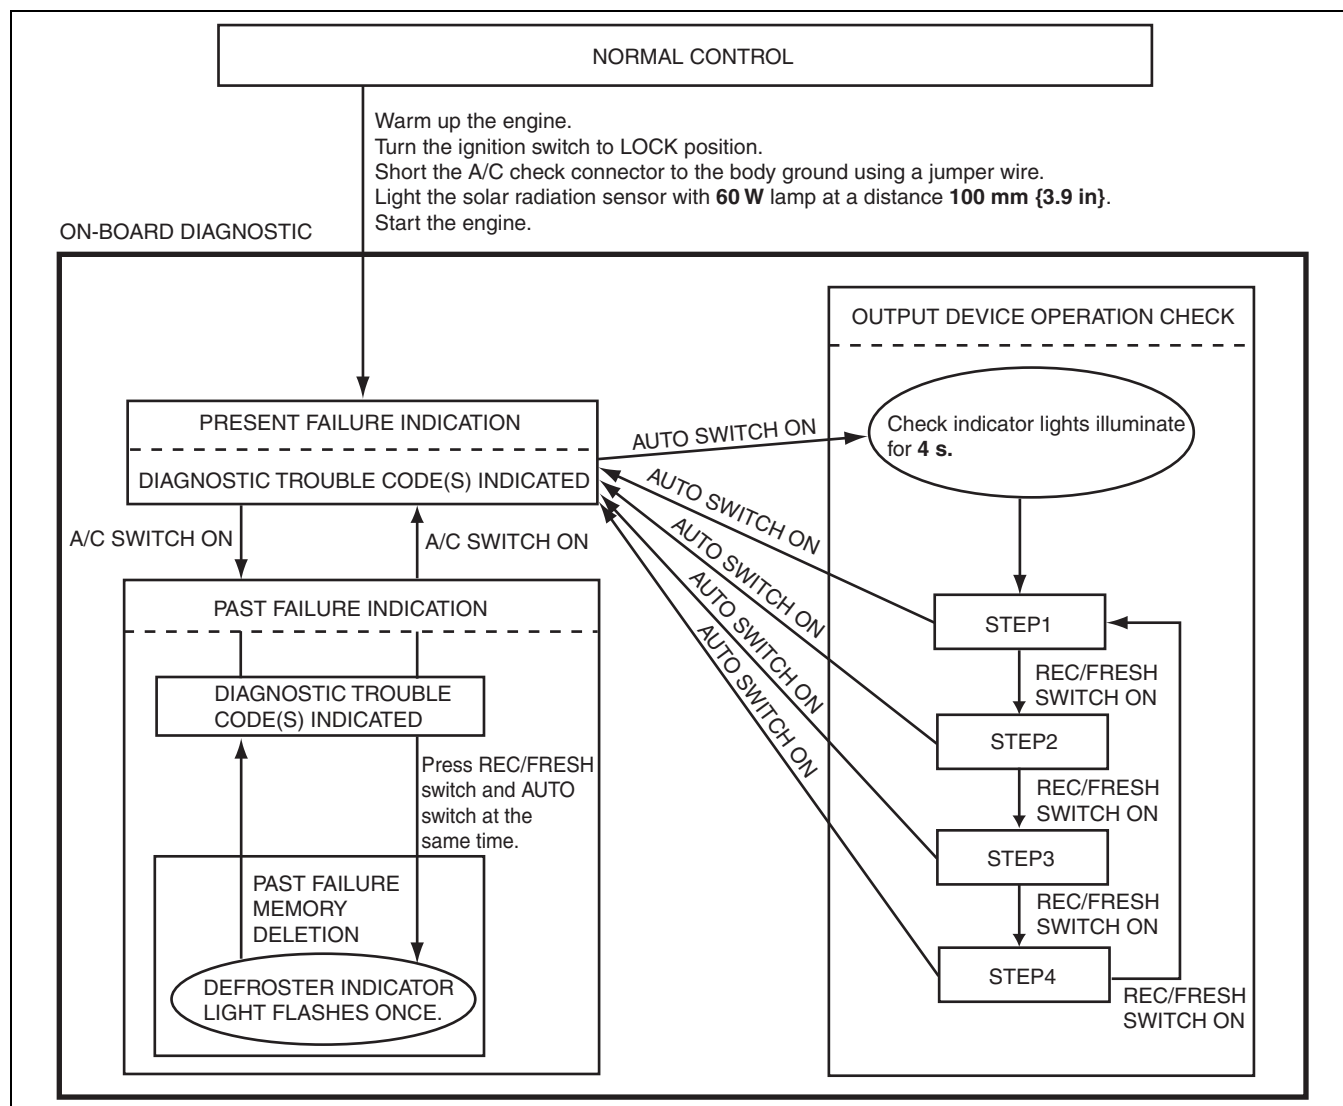 NORMAL CONTROL
Warm up the engine.
Turn the ignition switch to LOCK position.
Short the A/C check connector to the body ground using a jumper wire.
Light the solar radiation sensor with 60 W lamp at a distance 100 mm {3.9 in}.
Start the engine.
ON-BOARD DIAGNOSTIC
PRESENT FAILURE INDICATION
DIAGNOSTIC TROUBLE CODE(S) INDICATED
A/C SWITCH ON
A/C SWITCH ON
PAST FAILURE INDICATION
DIAGNOSTIC TROUBLE
CODE(S) INDICATED
Press REC/FRESH
switch and AUTO
switch at the
same time.
PAST FAILURE
MEMORY
DELETION
DEFROSTER INDICATOR
LIGHT FLASHES ONCE.
AUTO SWITCH ON
AUTO SWITCH ON
AUTO SWITCH ON
AUTO SWITCH ON
AUTO SWITCH ON
OUTPUT DEVICE OPERATION CHECK
Check indicator lights illuminate
for 4 s.
STEP1
REC/FRESH
SWITCH ON
STEP2
REC/FRESH
SWITCH ON
STEP3
REC/FRESH
SWITCH ON
STEP4
REC/FRESH
SWITCH ON